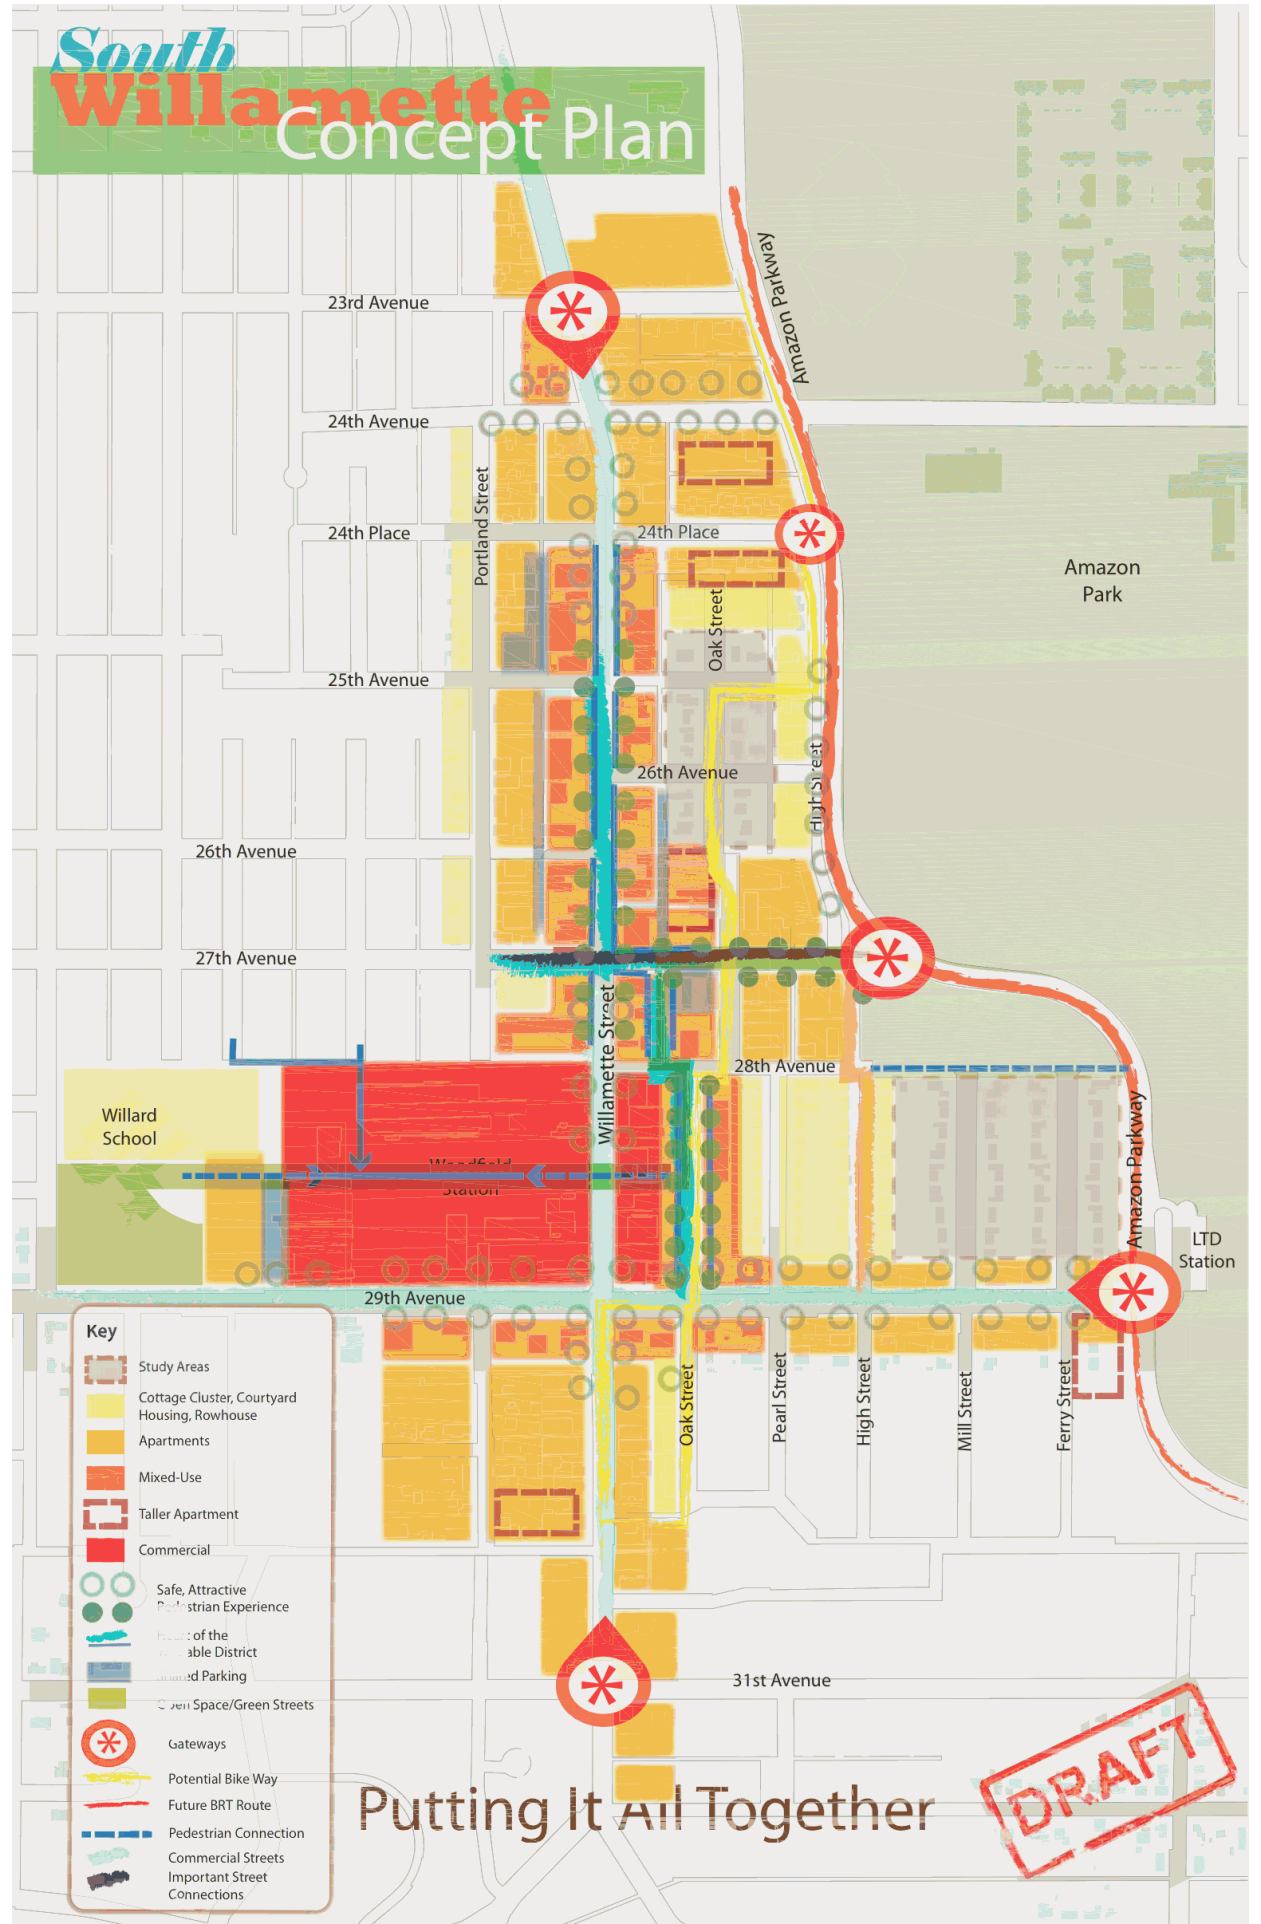 South
Willamette
Concept Plan
Amazon Parkway
23rd Avenue
24th Avenue
Portland Street
24th Place
24th Place
Amazon
Park
Oak Street
25th Avenue
26th Avenue
High Street
26th Avenue
27th Avenue
Willamette Street
28th Avenue
Willard
School
Amazon Parkway
Station
LTD
Station
29th Avenue
Oak Street
Pearl Street
High Street
Mill Street
Ferry Street
Key
Study Areas
Cottage Cluster, Courtyard
Housing, Rowhouse
Apartments
Mixed-Use
Taller Apartment
Commercial
Safe, Attractive
Pedestrian Experience
of the
District
Parking
Open Space/Green Streets
Gateways
Potential Bike Way
Future BRT Route
Pedestrian Connection
Commercial Streets
Important Street
Connections
31st Avenue
Putting It All Together
DRAFT